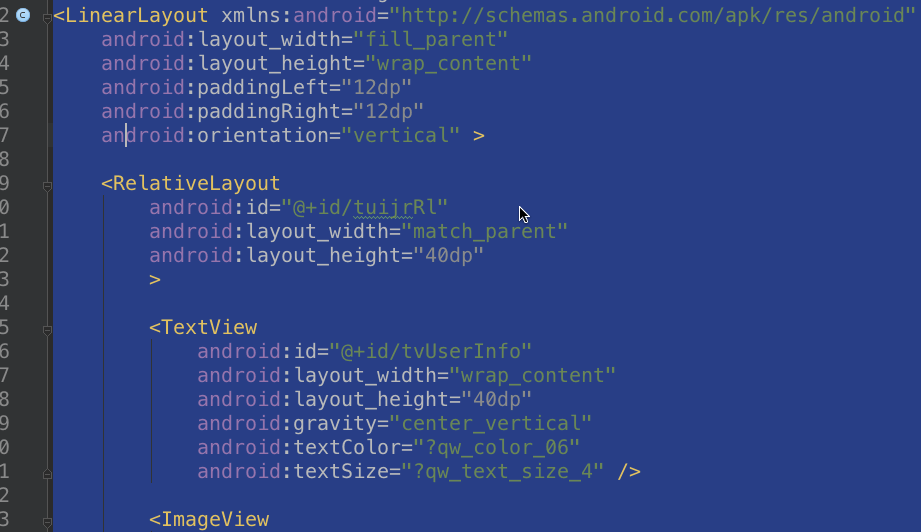 2 C <LinearLayout xmlns:android="http://schemas.android.com/apk/res/android"
3 android:layout_width="fill_parent"
4 android:layout_height="wrap_content"
5 android:paddingLeft="12dp"
6 android:paddingRight="12dp"
7 android:orientation="vertical" >
8
9 <RelativeLayout
0 android:id="@+id/tuijrRl"
1 android:layout_width="match_parent"
2 android:layout_height="40dp"
3 >
4
5 <TextView
6 android:id="@+id/tvUserInfo"
7 android:layout_width="wrap_content"
8 android:layout_height="40dp"
9 android:gravity="center_vertical"
0 android:textColor="?qw_color_06"
1 android:textSize="?qw_text_size_4" />
2
3 <ImageView